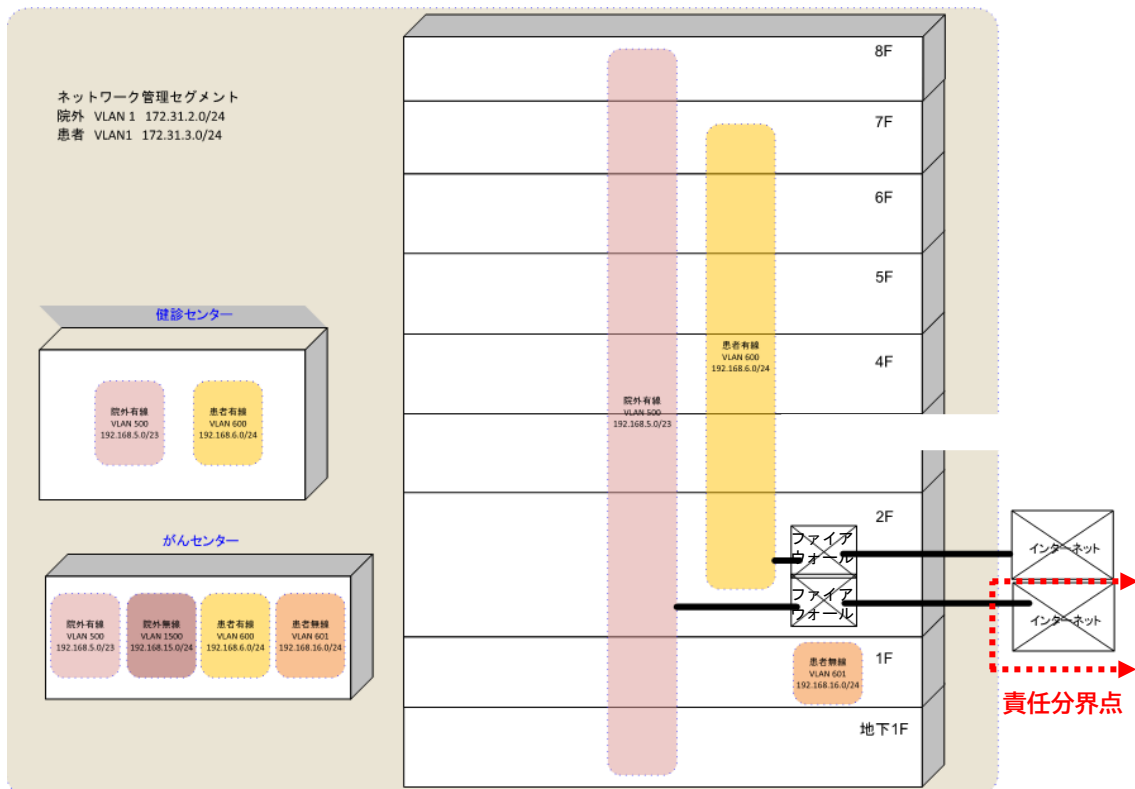 ネットワーク管理セグメント
院外 VLAN 1 172.31.2.0/24
患者 VLAN1 172.31.3.0/24
健診センター
院外有線
VLAN 500
192.168.5.0/23
患者有線
VLAN 600
192.168.6.0/24
がんセンター
院外有線
VLAN 500
192.168.5.0/23
院外無線
VLAN 1500
192.168.15.0/24
患者有線
VLAN 600
192.168.6.0/24
患者無線
VLAN 601
192.168.16.0/24
8F
7F
6F
5F
4F
2F
1F
地下1F
院外有線
VLAN 500
192.168.5.0/23
患者有線
VLAN 600
192.168.6.0/24
ファイア
ウォール
ファイア
ウォール
患者無線
VLAN 601
192.168.16.0/24
インターネット
インターネット
責任分界点